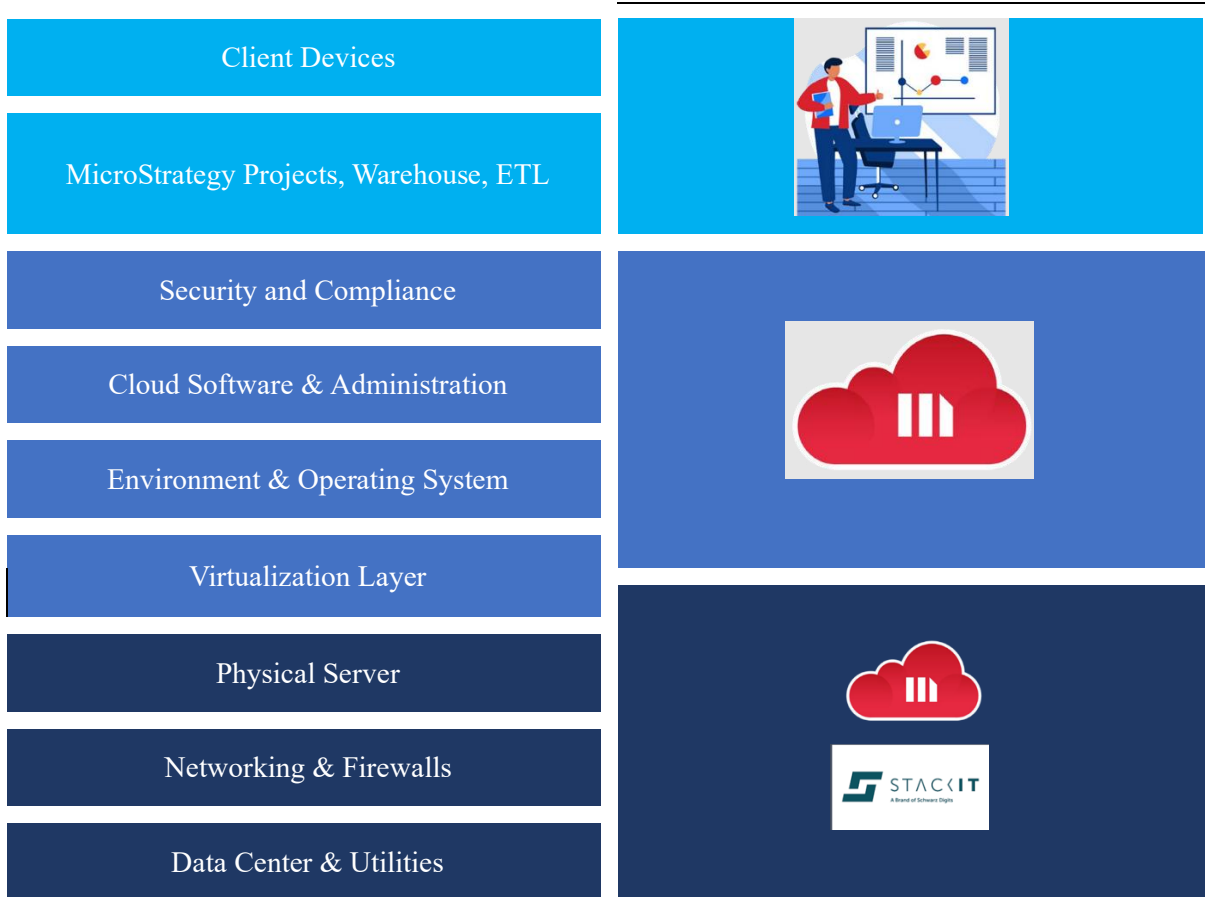 Client Devices
MicroStrategy Projects, Warehouse, ETL
Security and Compliance
Cloud Software & Administration
Environment & Operating System
Virtualization Layer
Physical Server
Networking & Firewalls
Data Center & Utilities
STACKIT
A Brand of Schwarz Digits